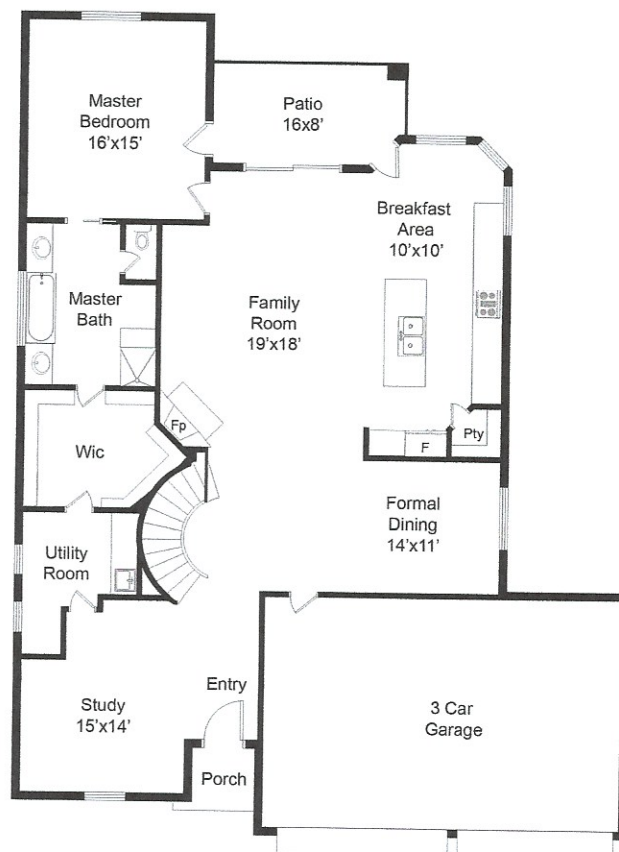 Master
Bedroom
16'x15'
Patio
16x8'
Breakfast
Area
10'x10'
Master
Bath
Family
Room
19'x18'
Fp
Wic
F
Pty
Formal
Dining
14'x11'
Utility
Room
Study
15'x14'
Entry
3 Car
Garage
Porch